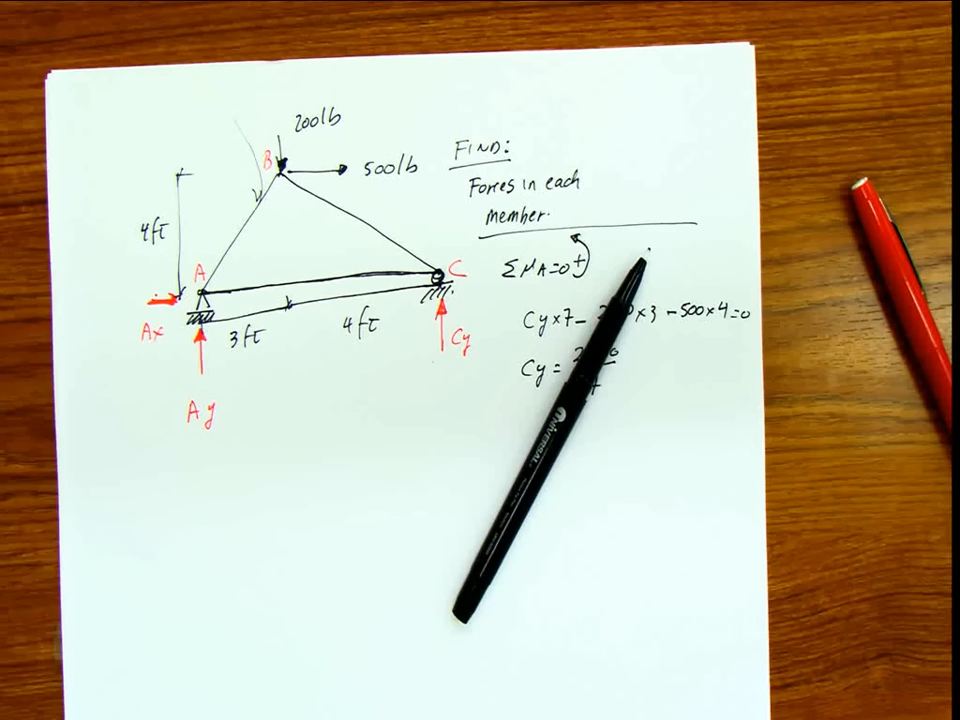 200lb
B
500lb
FIND:
Forces in each
member.
4ft
A
C
ΣMA=0 +
Ax
3ft
4ft
Cy
Cy×7- ×3 -500×4=0
Cy =
Ay
UNIVERSAL